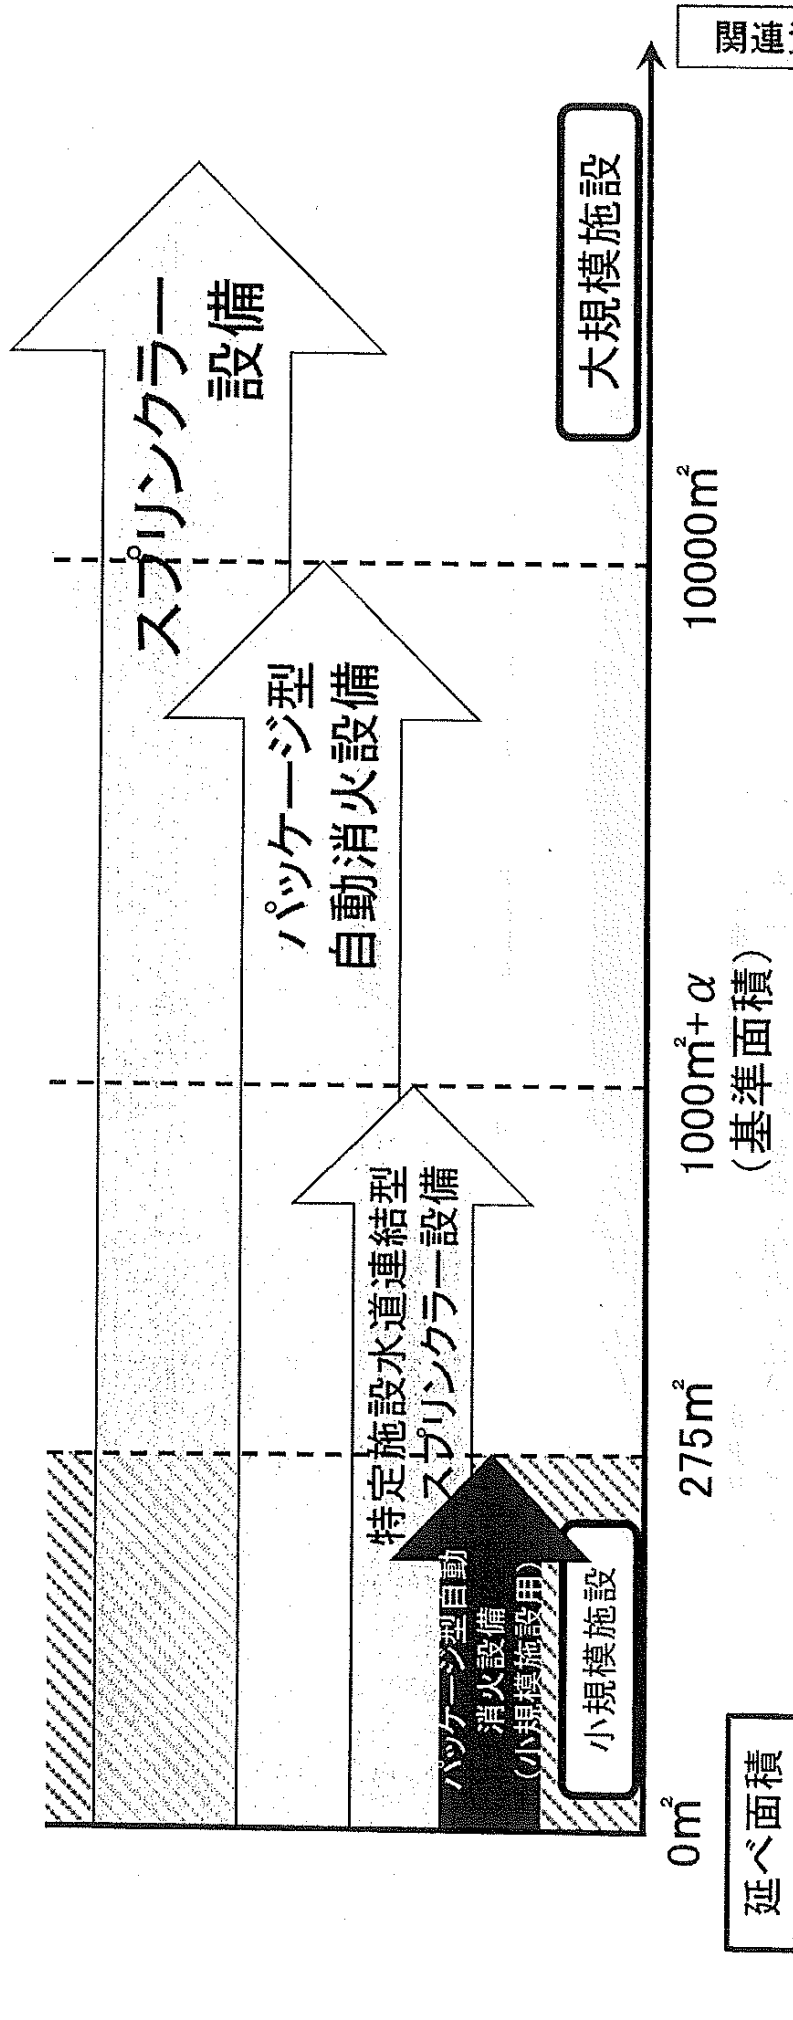 スプリンクラー
設備
パッケージ型
自動消火設備
特定施設水道連結型
スプリンクラー設備
パッケージ型自動
消火設備
(小規模施設用)
小規模施設
大規模施設
0㎡
275㎡
1000㎡+α
(基準面積)
10000㎡
延べ面積
関連